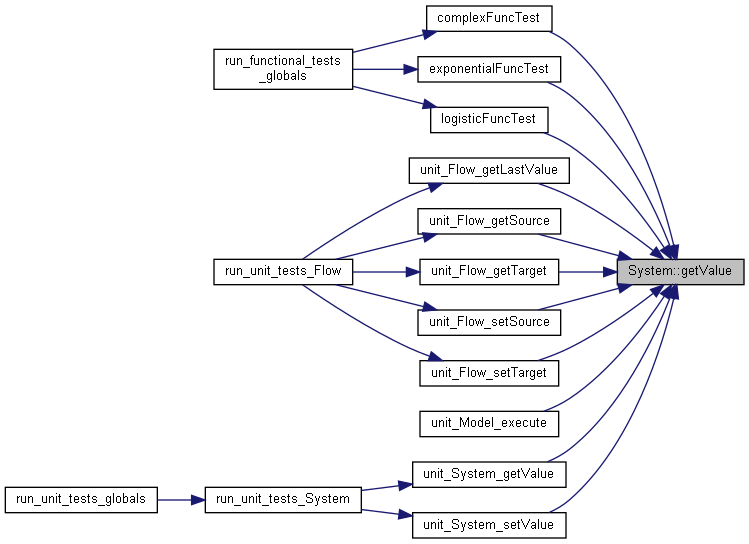 complexFuncTest
run_functional_tests
_globals
exponentialFuncTest
logisticFuncTest
unit_Flow_getLastValue
unit_Flow_getSource
run_unit_tests_Flow
unit_Flow_getTarget
System::getValue
unit_Flow_setSource
unit_Flow_setTarget
unit_Model_execute
unit_System_getValue
run_unit_tests_globals
run_unit_tests_System
unit_System_setValue